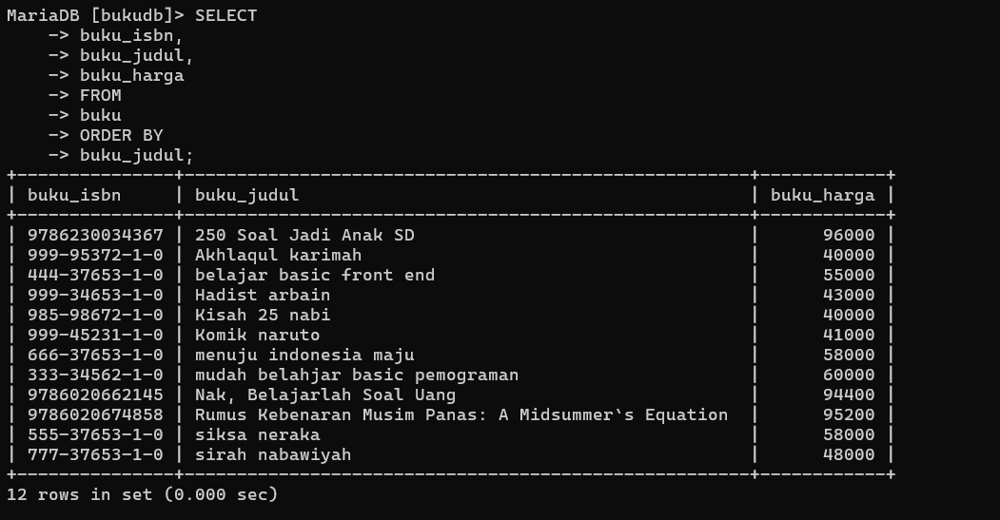 MariaDB [bukudb]> SELECT
    -> buku_isbn,
    -> buku_judul,
    -> buku_harga
    -> FROM
    -> buku
    -> ORDER BY
    -> buku_judul;
+---------------+------------------------------------------------------+------------+
| buku_isbn     | buku_judul                                           | buku_harga |
+---------------+------------------------------------------------------+------------+
| 9786230034367 | 250 Soal Jadi Anak SD                                |      96000 |
| 999-95372-1-0 | Akhlaqul karimah                                     |      40000 |
| 444-37653-1-0 | belajar basic front end                              |      55000 |
| 999-34653-1-0 | Hadist arbain                                        |      43000 |
| 985-98672-1-0 | Kisah 25 nabi                                        |      40000 |
| 999-45231-1-0 | Komik naruto                                         |      41000 |
| 666-37653-1-0 | menuju indonesia maju                                |      58000 |
| 333-34562-1-0 | mudah belahjar basic pemograman                      |      60000 |
| 9786020662145 | Nak, Belajarlah Soal Uang                            |      94400 |
| 9786020674858 | Rumus Kebenaran Musim Panas: A Midsummer`s Equation  |      95200 |
| 555-37653-1-0 | siksa neraka                                         |      58000 |
| 777-37653-1-0 | sirah nabawiyah                                      |      48000 |
+---------------+------------------------------------------------------+------------+
12 rows in set (0.000 sec)